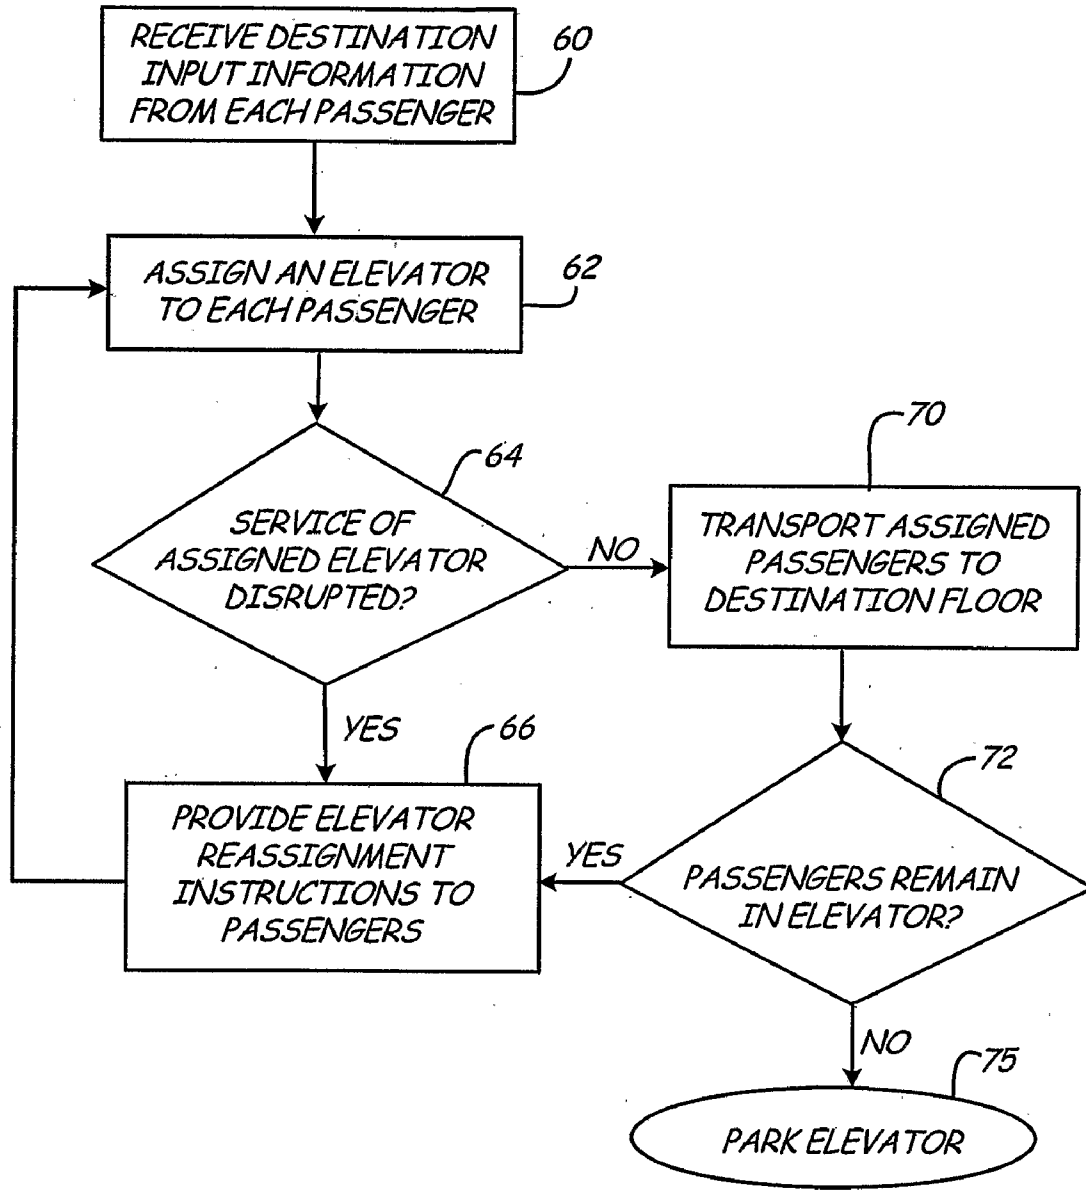 RECEIVE DESTINATION
INPUT INFORMATION
FROM EACH PASSENGER
60
ASSIGN AN ELEVATOR
TO EACH PASSENGER
62
SERVICE OF
ASSIGNED ELEVATOR
DISRUPTED?
64
NO
70
TRANSPORT ASSIGNED
PASSENGERS TO
DESTINATION FLOOR
YES
66
PROVIDE ELEVATOR
REASSIGNMENT
INSTRUCTIONS TO
PASSENGERS
YES
72
PASSENGERS REMAIN
IN ELEVATOR?
NO
75
PARK ELEVATOR